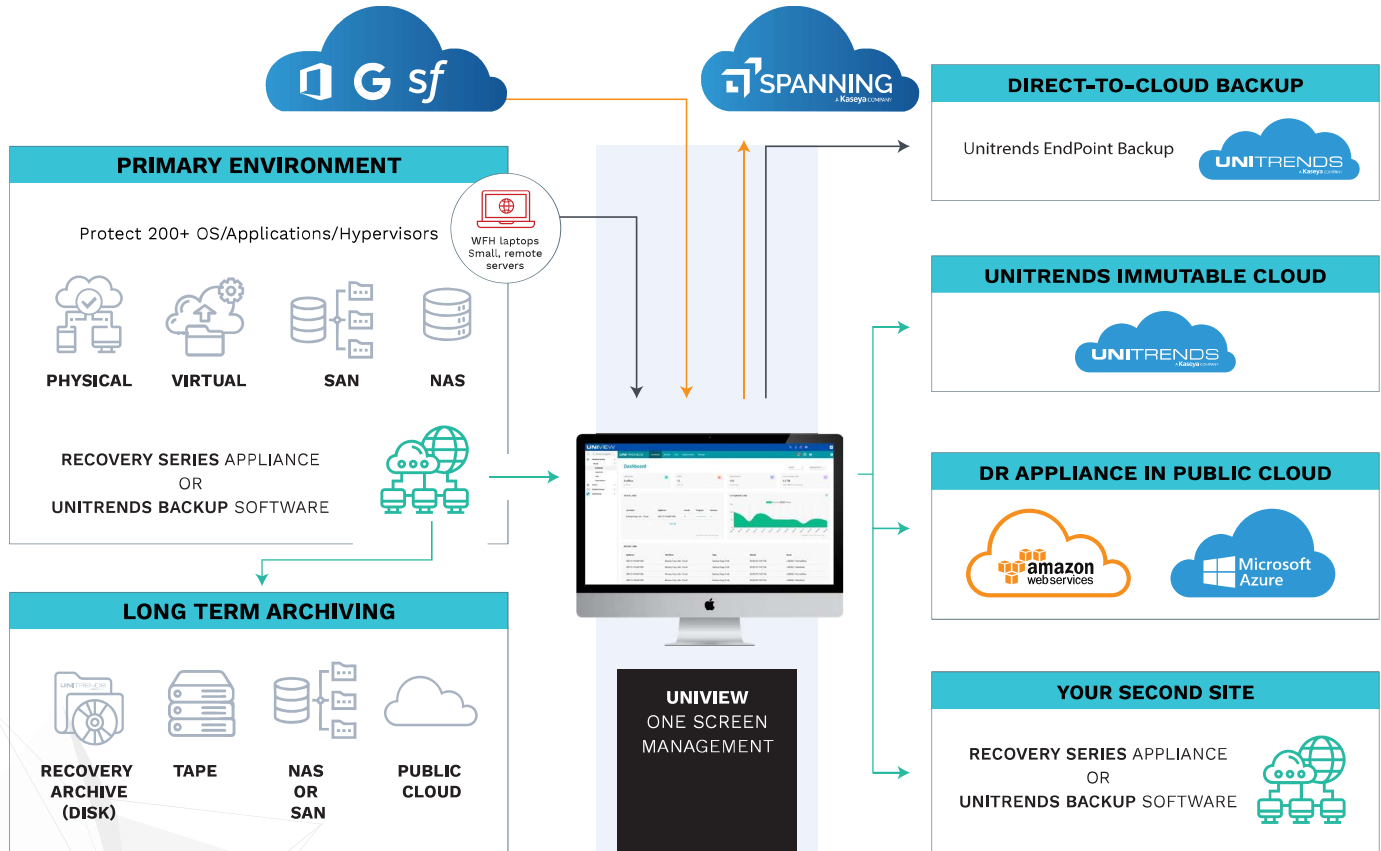 G sf
SPANNING
A Kaseya COMPANY
DIRECT-TO-CLOUD BACKUP
Unitrends EndPoint Backup
UNITRENDS
A Kaseya COMPANY
PRIMARY ENVIRONMENT
Protect 200+ OS/Applications/Hypervisors
WFH laptops
Small, remote
servers
PHYSICAL
VIRTUAL
SAN
NAS
RECOVERY SERIES APPLIANCE
OR
UNITRENDS BACKUP SOFTWARE
UNITRENDS IMMUTABLE CLOUD
UNITRENDS
A Kaseya COMPANY
UNIVIEW
Dashboard
DR APPLIANCE IN PUBLIC CLOUD
amazon
webservices
Microsoft
Azure
LONG TERM ARCHIVING
UNITRENDS
RECOVERY
ARCHIVE
(DISK)
TAPE
NAS
OR
SAN
PUBLIC
CLOUD
UNIVIEW
ONE SCREEN
MANAGEMENT
YOUR SECOND SITE
RECOVERY SERIES APPLIANCE
OR
UNITRENDS BACKUP SOFTWARE